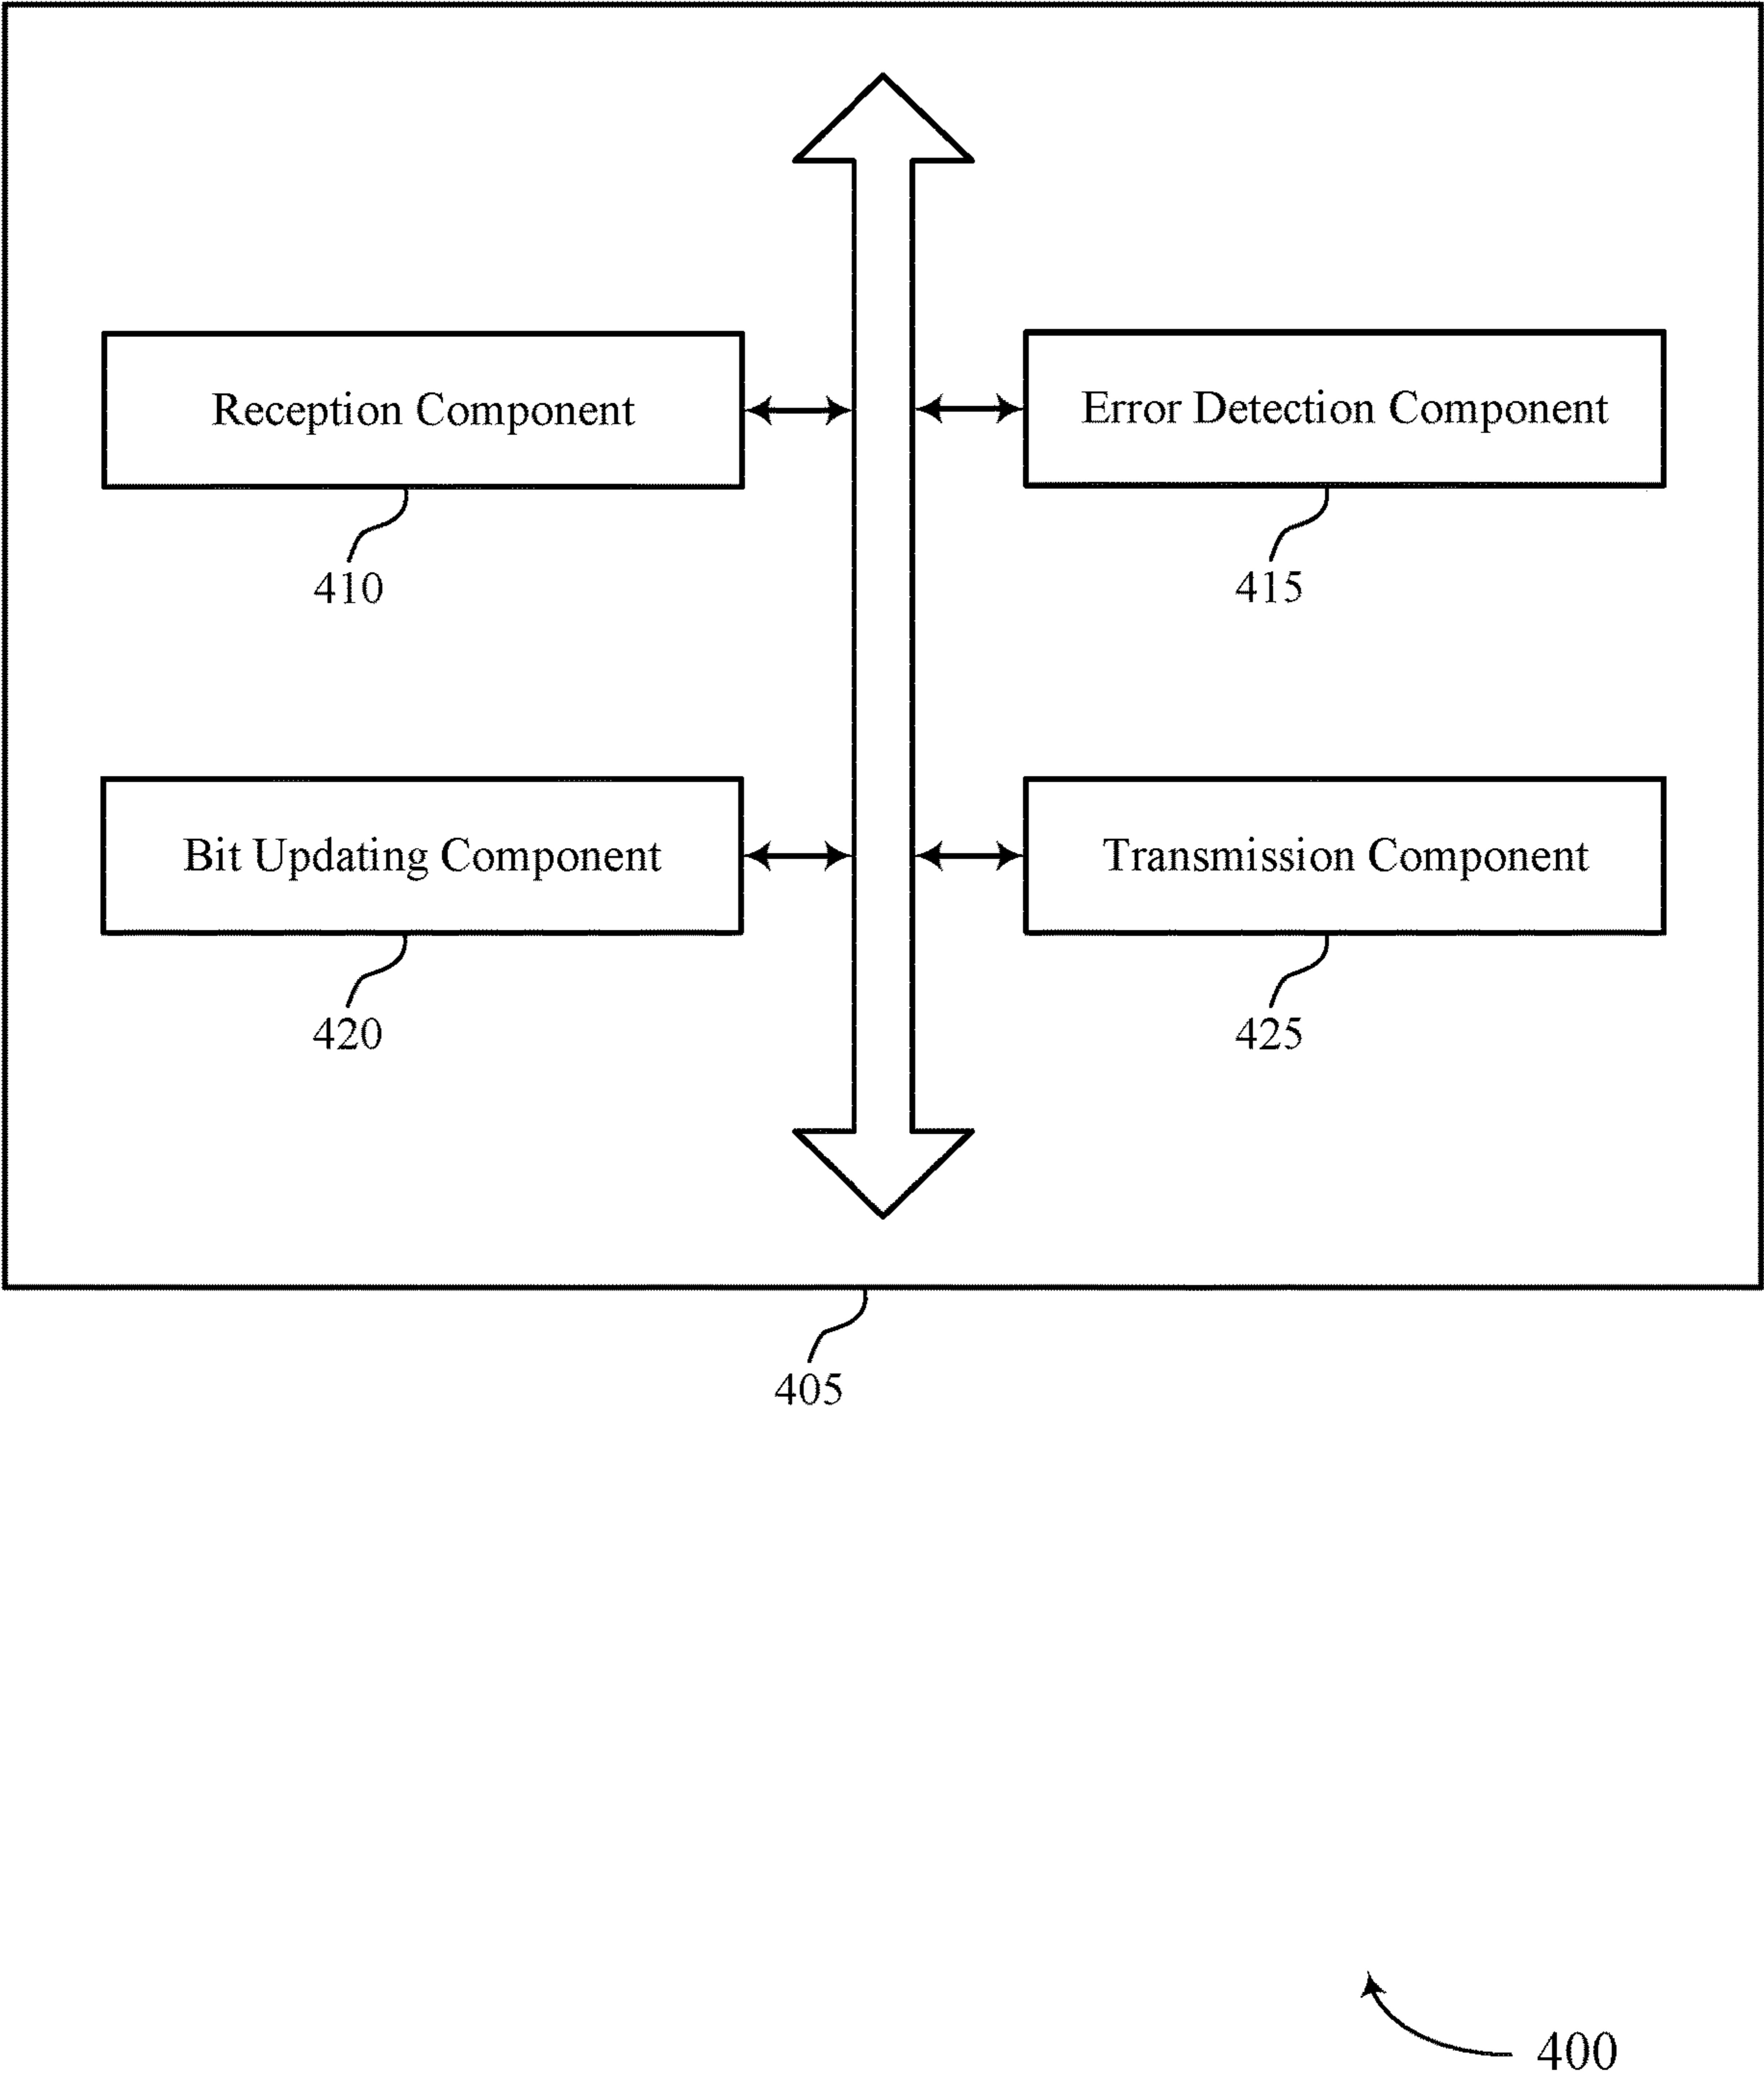 Reception Component
Error Detection Component
410
415
Bit Updating Component
Transmission Component
420
425
405
400